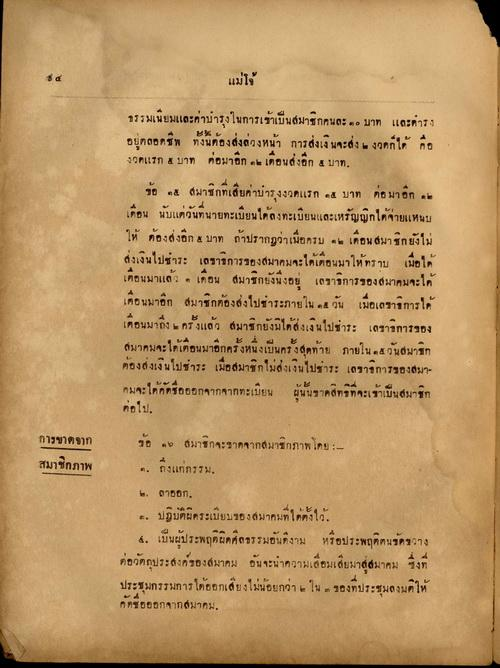 ๖๔
แม่โจ้
ธรรมเนียมและค่าบำรุงในการเข้าเป็นสมาชิกคนละ ๑๐ บาท และดำรง
อยู่ตลอดชีพ ทั้งนี้ต้องส่งล่วงหน้า การส่งเงินจะส่ง ๒ งวดก็ได้ คือ
งวดแรก ๕ บาท ต่อมาอีก ๑๒ เดือนส่งอีก ๕ บาท.
ข้อ ๑๕ สมาชิกที่เสียค่าบำรุงงวดแรก ๑๕ บาท ต่อมาอีก ๑๒
เดือน นับแต่วันที่นายทะเบียนได้ลงทะเบียนและเหรัญญิกได้จ่ายแหนบ
ให้ ต้องส่งอีก ๕ บาท ถ้าปรากฏว่าเมื่อครบ ๑๒ เดือนสมาชิกยังไม่
ส่งเงินไปชำระ เลขาธิการของสมาคมจะได้เตือนมาให้ทราบ เมื่อได้
เตือนมาแล้ว ๑ เดือน สมาชิกยังนิ่งอยู่ เลขาธิการของสมาคมจะได้
เตือนมาอีก สมาชิกต้องส่งไปชำระภายใน ๑๕ วัน เมื่อเลขาธิการได้
เตือนมาถึง ๒ ครั้งแล้ว สมาชิกยังมิได้ส่งเงินไปชำระ เลขาธิการของ
สมาคมจะได้เตือนมาอีกครั้งหนึ่งเป็นครั้งสุดท้าย ภายใน ๑๕ วันสมาชิก
ต้องส่งเงินไปชำระ เมื่อสมาชิกไม่ส่งเงินไปชำระ เลขาธิการของสมา-
คมจะได้คัดชื่อออกจากจากทะเบียน ผู้นั้นขาดสิทธิที่จะเข้าเป็นสมาชิก
ต่อไป.
การขาดจาก
สมาชิกภาพ
ข้อ ๑๖ สมาชิกจะขาดจากสมาชิกภาพโดย :—
๑. ถึงแก่กรรม.
๒. ลาออก.
๓. ปฏิบัติผิดระเบียบของสมาคมที่ได้ตั้งไว้.
๔. เป็นผู้ประพฤติผิดศีลธรรมอันดีงาม หรือประพฤติตนขัดขวาง
ต่อวัตถุประสงค์ของสมาคม อันจะนำความเสื่อมเสียมาสู่สมาคม ซึ่งที่
ประชุมกรรมการได้ออกเสียงไม่น้อยกว่า ๒ ใน ๓ ของที่ประชุมลงมติให้
คัดชื่อออกจากสมาคม.